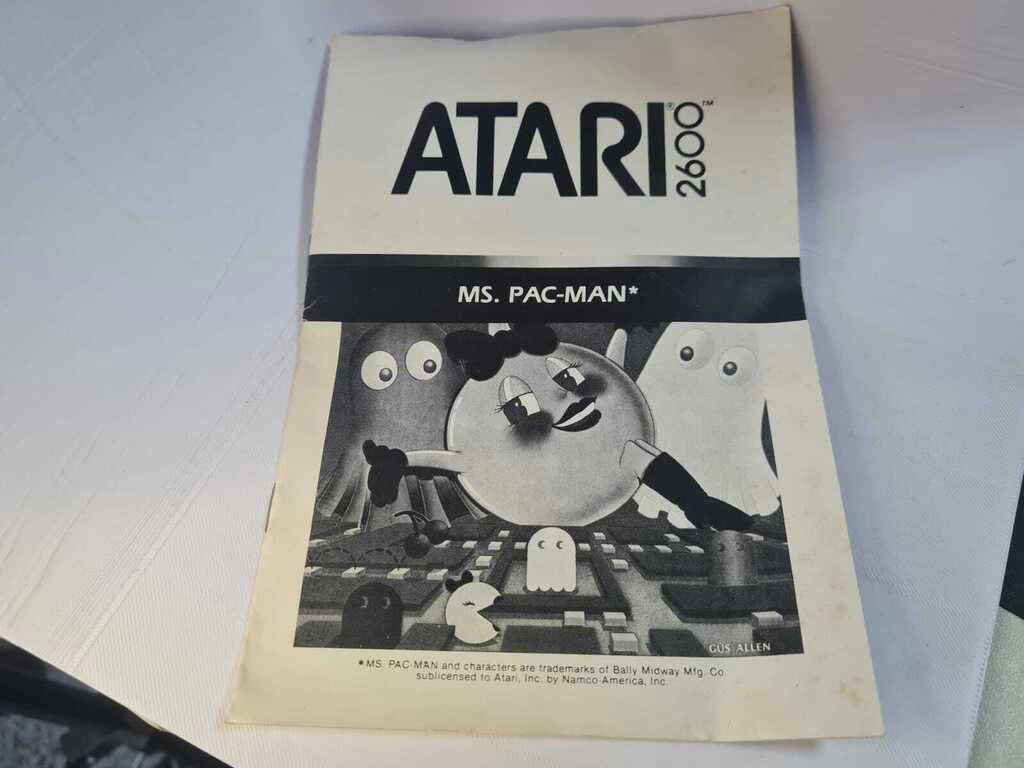 ATARI® 2600™
MS. PAC-MAN*
GUS ALLEN
*MS. PAC-MAN and characters are trademarks of Bally Midway Mfg. Co.
sublicensed to Atari, Inc. by Namco-America, Inc.